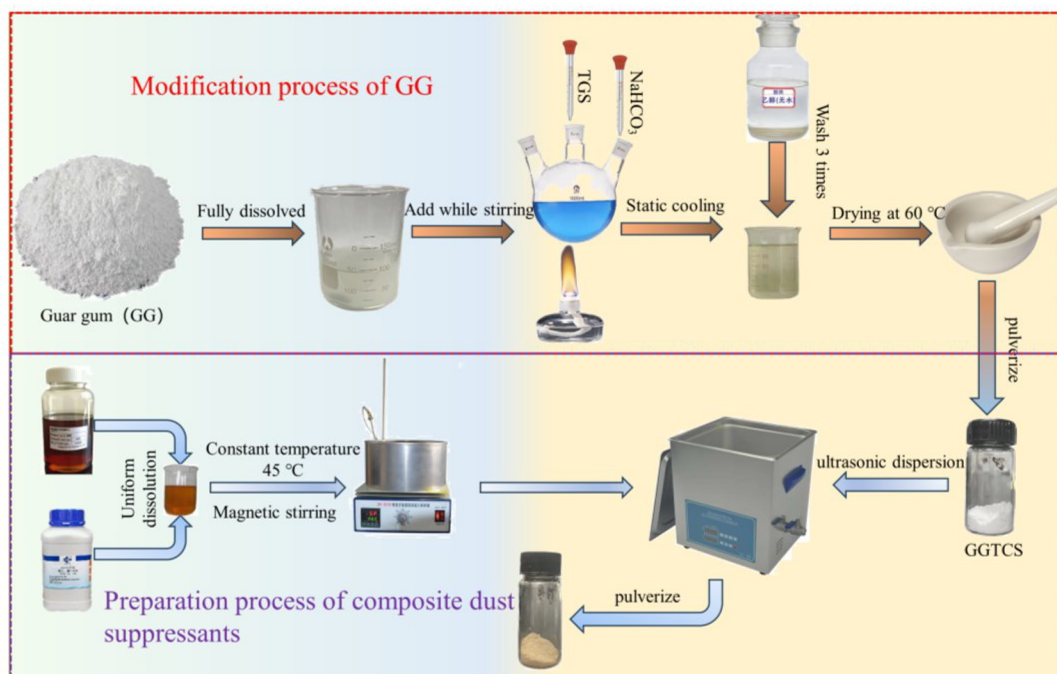 Modification process of GG
TGS
NaHCO₃
乙醇(无水)
Wash 3 times
Fully dissolved
Add while stirring
Static cooling
Drying at 60 ℃
Guar gum (GG)
pulverize
Uniform
dissolution
Constant temperature
45 ℃
Magnetic stirring
ultrasonic dispersion
GGTCS
Preparation process of composite dust
suppressants
pulverize